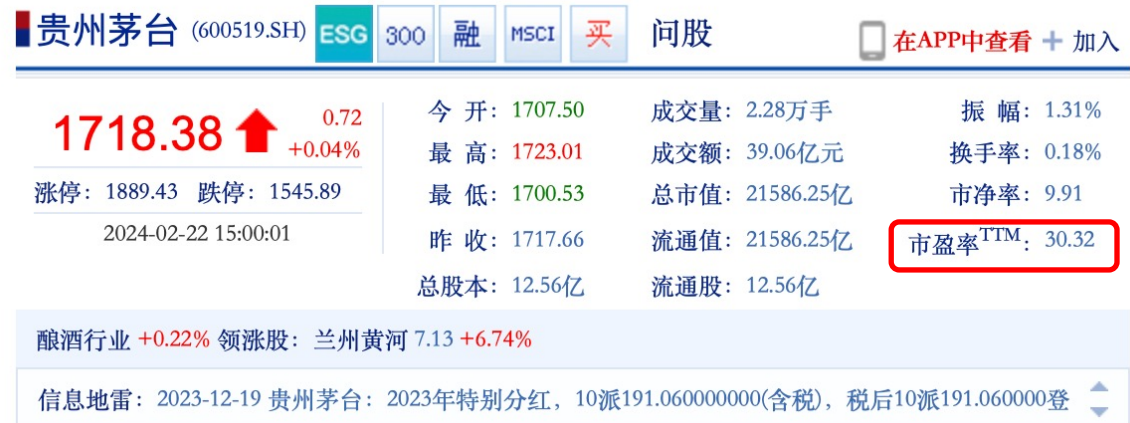 贵州茅台 (600519.SH) ESG 300 融 MSCI 买 问股 在APP中查看 + 加入
1718.38 0.72 +0.04%
涨停：1889.43 跌停：1545.89
2024-02-22 15:00:01
今 开：1707.50 成交量：2.28万手 振 幅：1.31%
最 高：1723.01 成交额：39.06亿元 换手率：0.18%
最 低：1700.53 总市值：21586.25亿 市净率：9.91
昨 收：1717.66 流通值：21586.25亿 市盈率TTM：30.32
总股本：12.56亿 流通股：12.56亿
酿酒行业 +0.22% 领涨股：兰州黄河 7.13 +6.74%
信息地雷：2023-12-19 贵州茅台：2023年特别分红，10派191.060000000(含税)，税后10派191.060000登